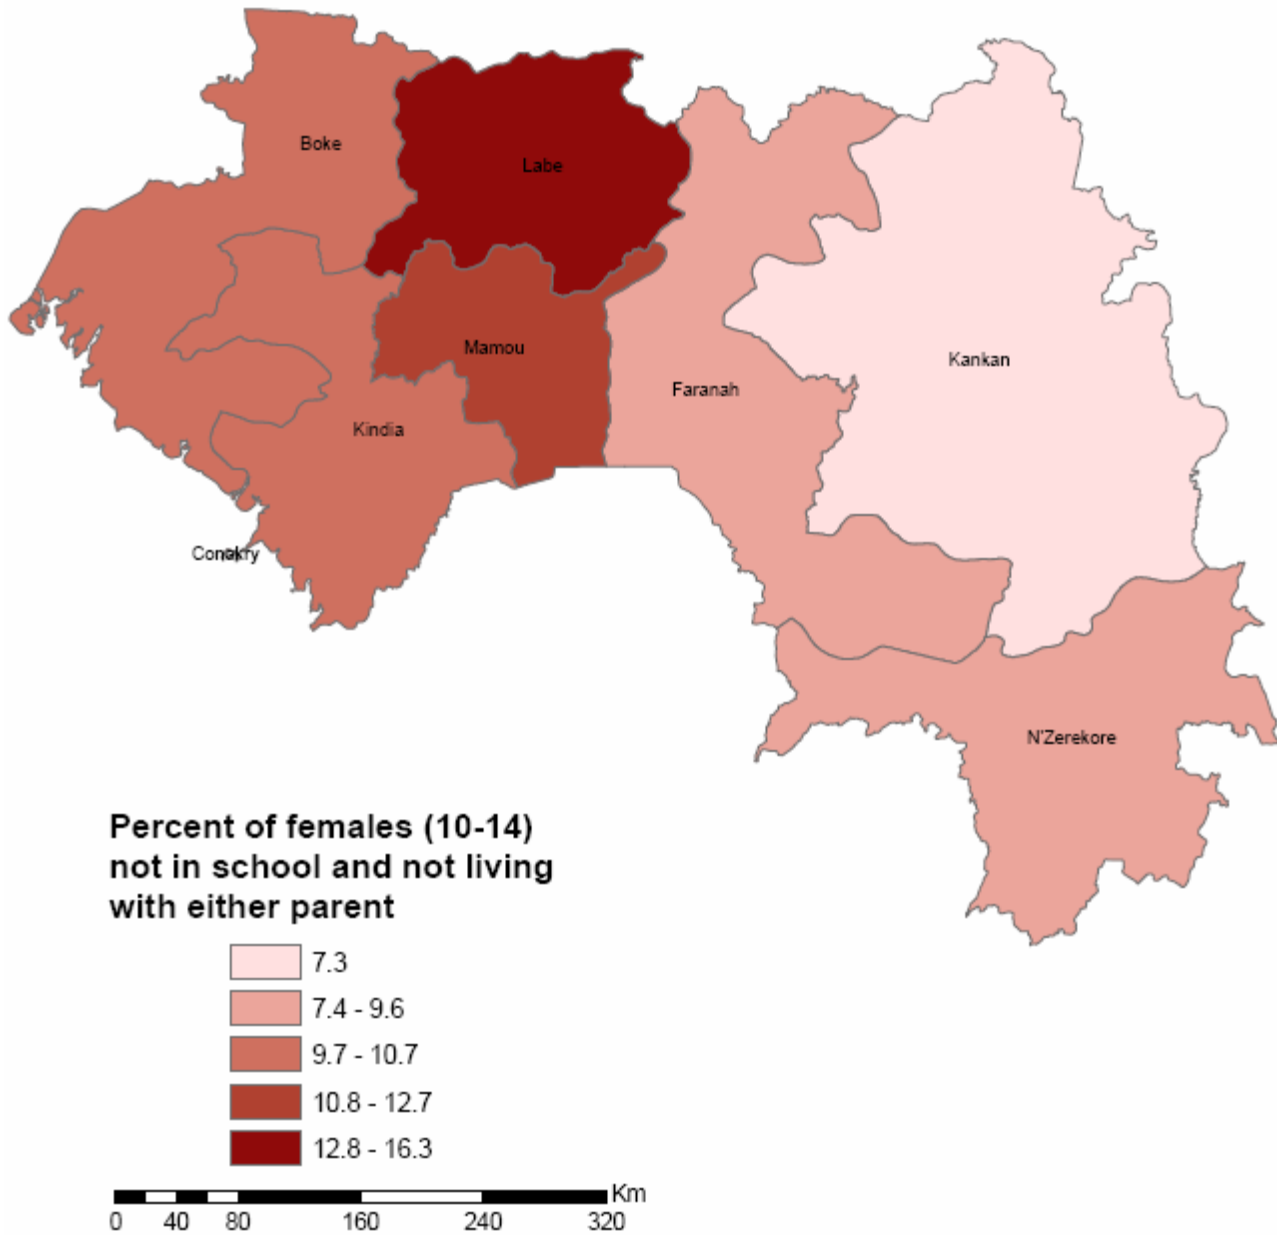 Boke
Labe
Mamou
Kankan
Faranah
Kindia
Conakry
N'Zerekore
Percent of females (10-14)
not in school and not living
with either parent
7.3
7.4 - 9.6
9.7 - 10.7
10.8 - 12.7
12.8 - 16.3
Km
0 40 80 160 240 320